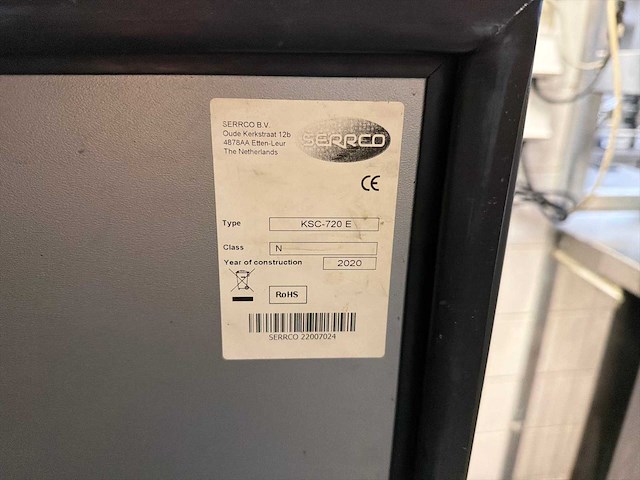 SERRCO B.V.
Oude Kerkstraat 12b
4878AA Etten-Leur
The Netherlands
SERRCO
CE
Type KSC-720 E
Class N
Year of construction 2020
RoHS
SERRCO 22007024